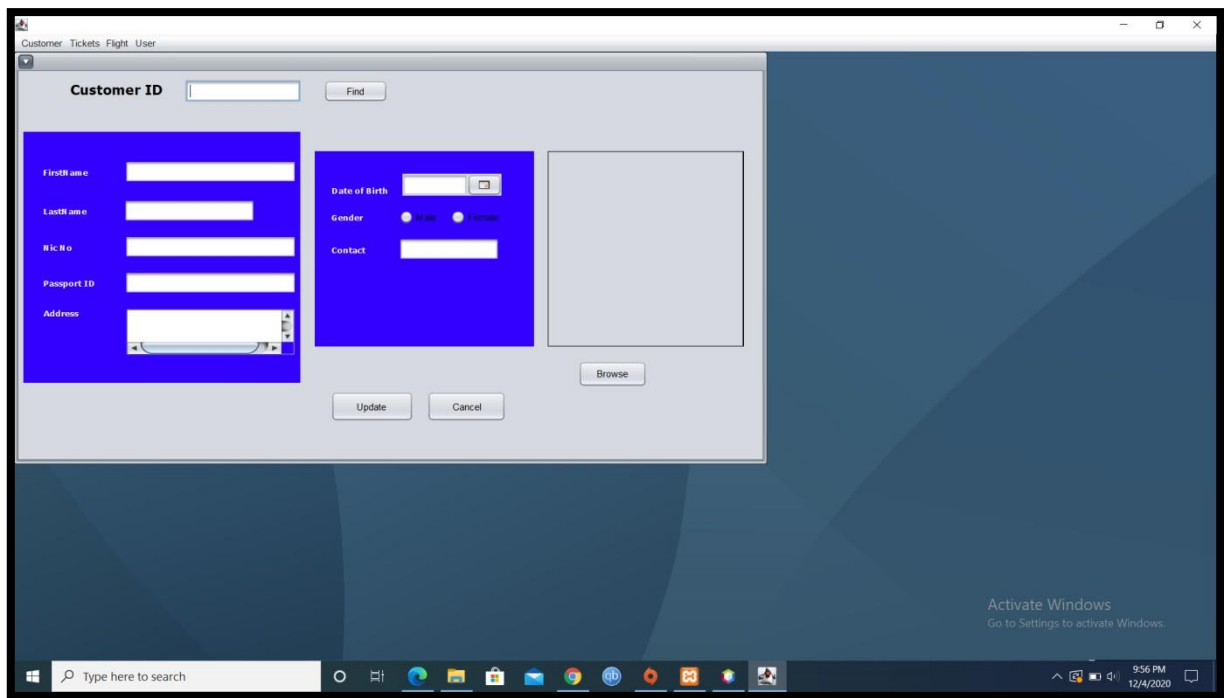 Customer Tickets Flight User
Customer ID
Find
FirstName
LastName
Nic No
Passport ID
Address
Date of Birth
Gender Male Female
Contact
Browse
Update Cancel
Activate Windows
Go to Settings to activate Windows.
Type here to search
qb
9:56 PM
12/4/2020